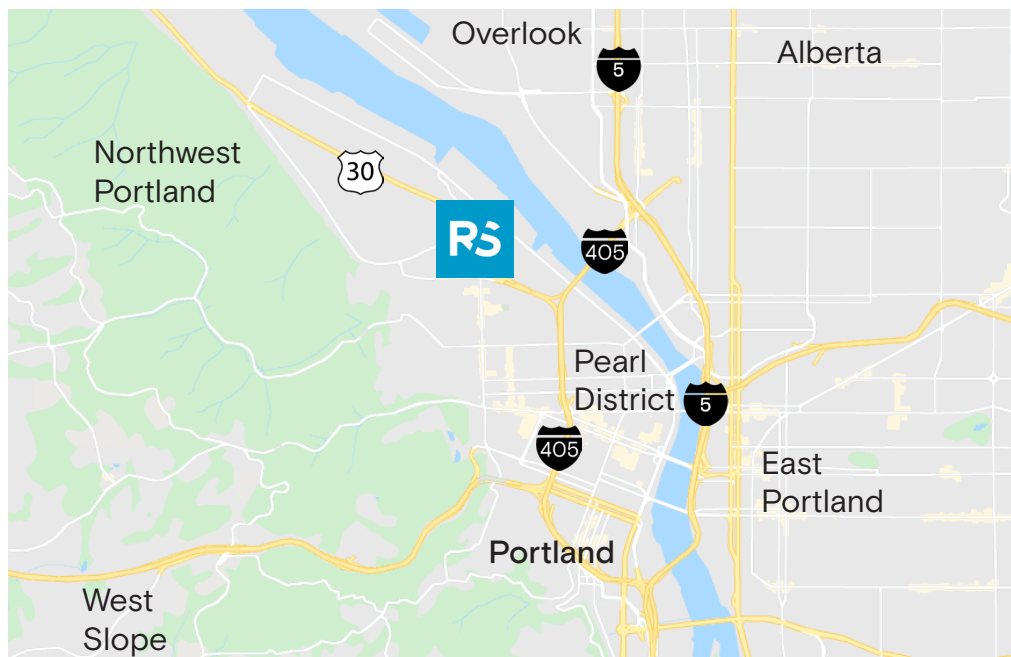 Overlook
Alberta
5
Northwest
Portland
30
RS
405
Pearl
District
5
405
East
Portland
Portland
West
Slope